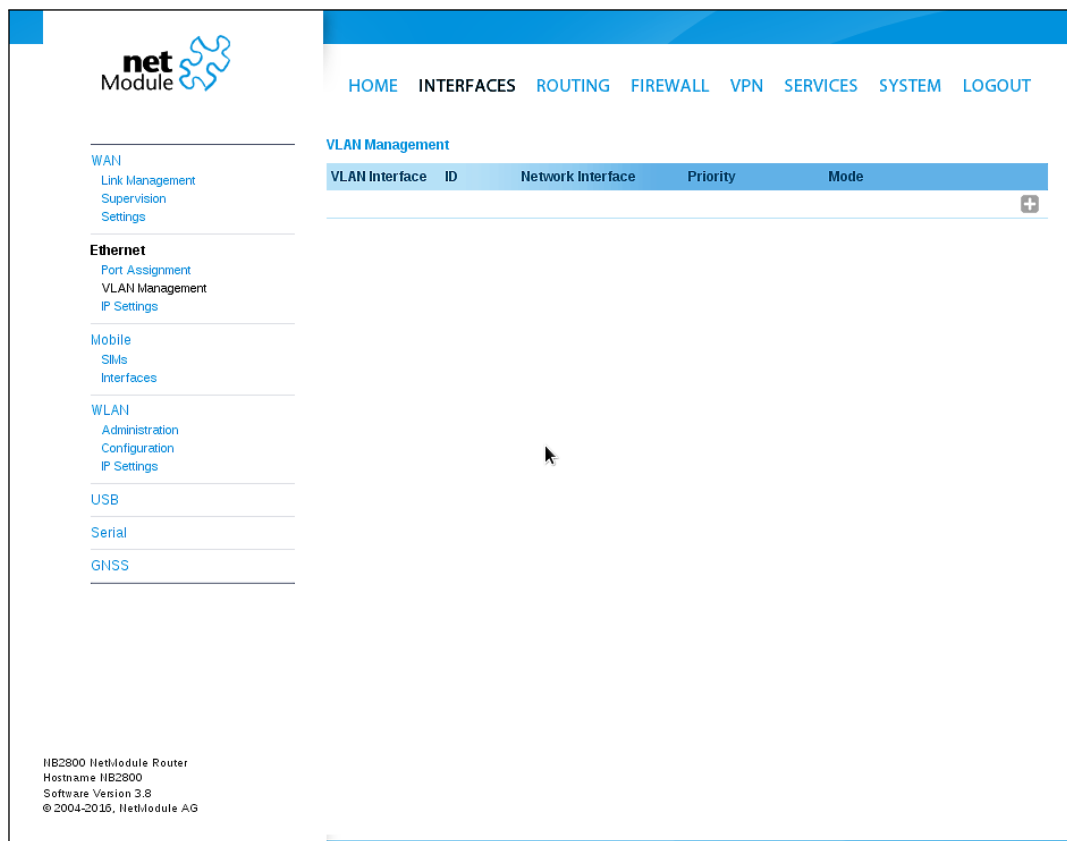 net
Module
HOME INTERFACES ROUTING FIREWALL VPN SERVICES SYSTEM LOGOUT
WAN
Link Management
Supervision
Settings
Ethernet
Port Assignment
VLAN Management
IP Settings
Mobile
SIMs
Interfaces
WLAN
Administration
Configuration
IP Settings
USB
Serial
GNSS
VLAN Management
VLAN Interface ID Network Interface Priority Mode
NB2800 NetModule Router
Hostname NB2800
Software Version 3.8
© 2004-2016, NetModule AG